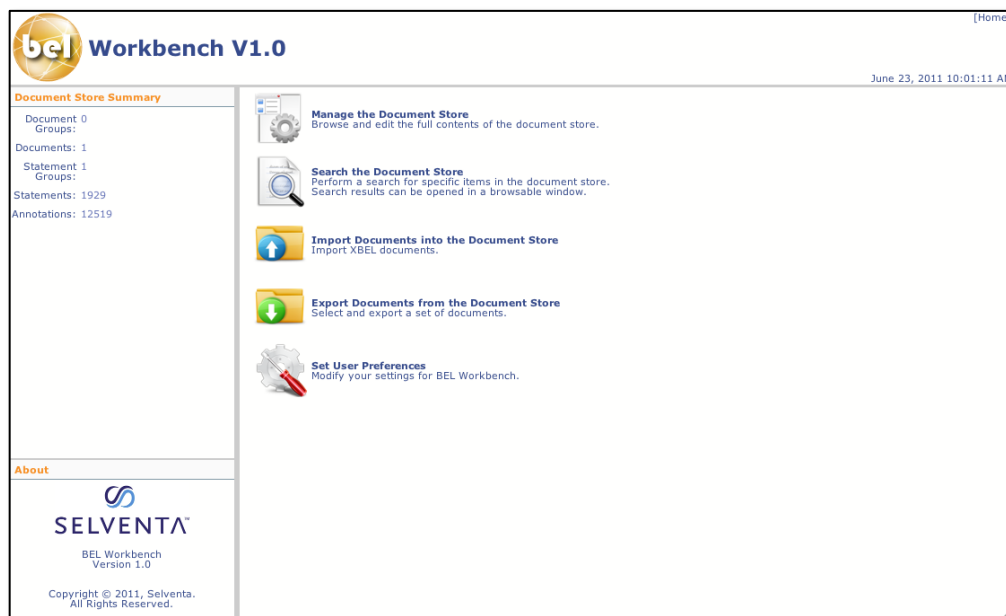 [Home
bel Workbench V1.0
June 23, 2011 10:01:11 AM
Document Store Summary
Document 0
Groups:
Documents: 1
Statement 1
Groups:
Statements: 1929
Annotations: 12519
Manage the Document Store
Browse and edit the full contents of the document store.
Search the Document Store
Perform a search for specific items in the document store.
Search results can be opened in a browsable window.
Import Documents into the Document Store
Import XBEL documents.
Export Documents from the Document Store
Select and export a set of documents.
Set User Preferences
Modify your settings for BEL Workbench.
About
SELVENTA™
BEL Workbench
Version 1.0
Copyright © 2011, Selventa.
All Rights Reserved.